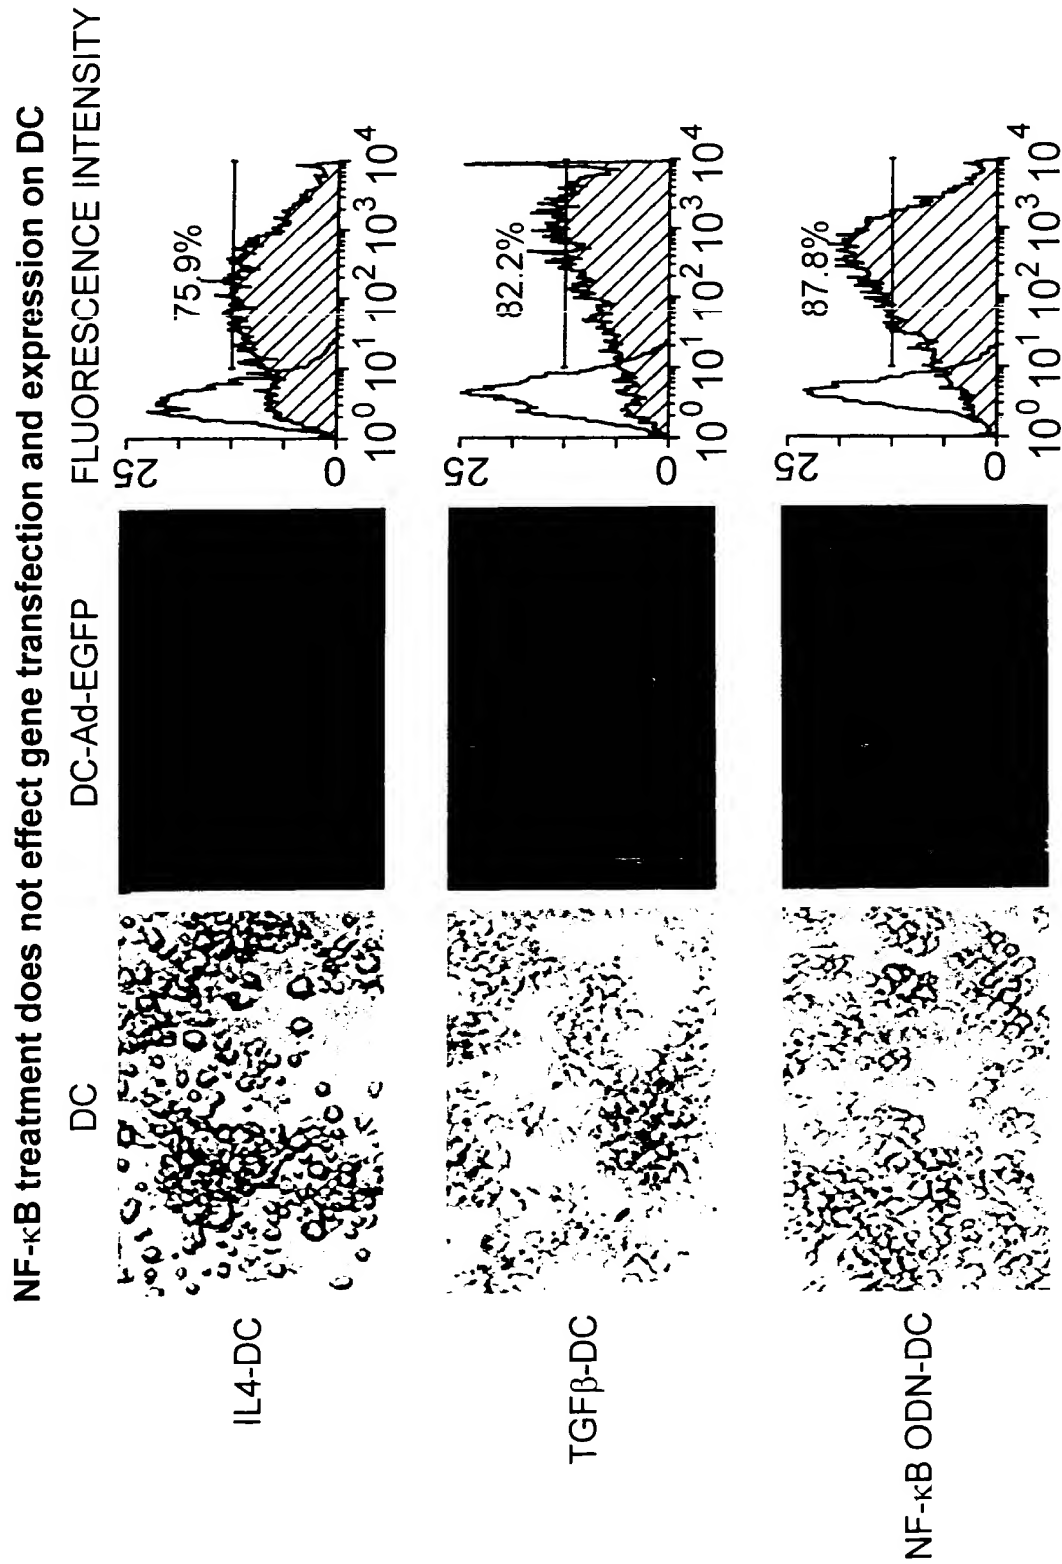 NF-κB treatment does not effect gene transfection and expression on DC
DC
DC-Ad-EGFP
FLUORESCENCE INTENSITY
IL4-DC
25
0
75.9%
10⁰ 10¹ 10² 10³ 10⁴
TGFβ-DC
25
0
82.2%
10⁰ 10¹ 10² 10³ 10⁴
NF-κB ODN-DC
25
0
87.8%
10⁰ 10¹ 10² 10³ 10⁴